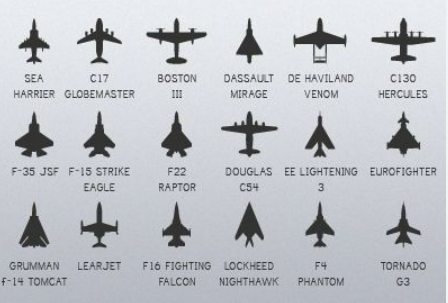 SEA C17 BOSTON DASSAULT DE HAVILAND C130
HARRIER GLOBEMASTER III MIRAGE VENOM HERCULES
F-35 JSF F-15 STRIKE F22 DOUGLAS EE LIGHTENING EUROFIGHTER
EAGLE RAPTOR C54 3
GRUMMAN LEARJET F16 FIGHTING LOCKHEED F4 TORNADO
f-14 TOMCAT FALCON NIGHTHAWK PHANTOM G3